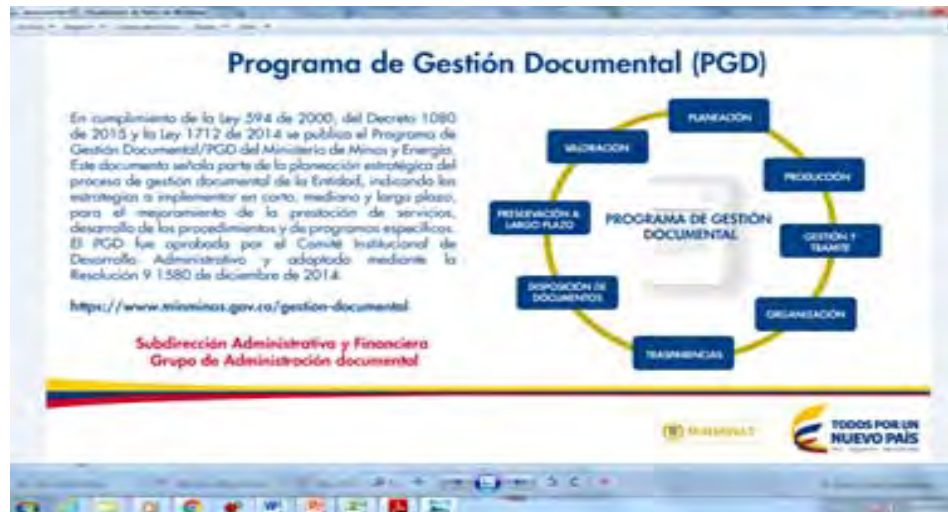 Programa de Gestión Documental (PGD)
En cumplimiento de la Ley 594 de 2000, del Decreto 1080
de 2015 y la Ley 1712 de 2014 se publica el Programa de
Gestión Documental/PGD del Ministerio de Minas y Energía.
Este documento señala parte de la planeación estratégica del
proceso de gestión documental de la Entidad, indicando las
estrategias a implementar en corto, mediano y largo plazo,
para el mejoramiento de la prestación de servicios,
desarrollo de los procedimientos y de programas específicos.
El PGD fue aprobado por el Comité Institucional de
Desarrollo Administrativo y adoptado mediante la
Resolución 9 1580 de diciembre de 2014
https://www.minminas.gov.co/gestion-documental
Subdirección Administrativa y Financiera
Grupo de Administración documental
PLANEACIÓN
PRODUCCIÓN
GESTIÓN Y
TRAMITE
ORGANIZACIÓN
TRASPARENCIAS
DISPOSICIÓN DE
DOCUMENTOS
PRESERVACIÓN A
LARGO PLAZO
VALORACIÓN
PROGRAMA DE GESTIÓN
DOCUMENTAL
MINMINAS
TODOS POR UN
NUEVO PAÍS